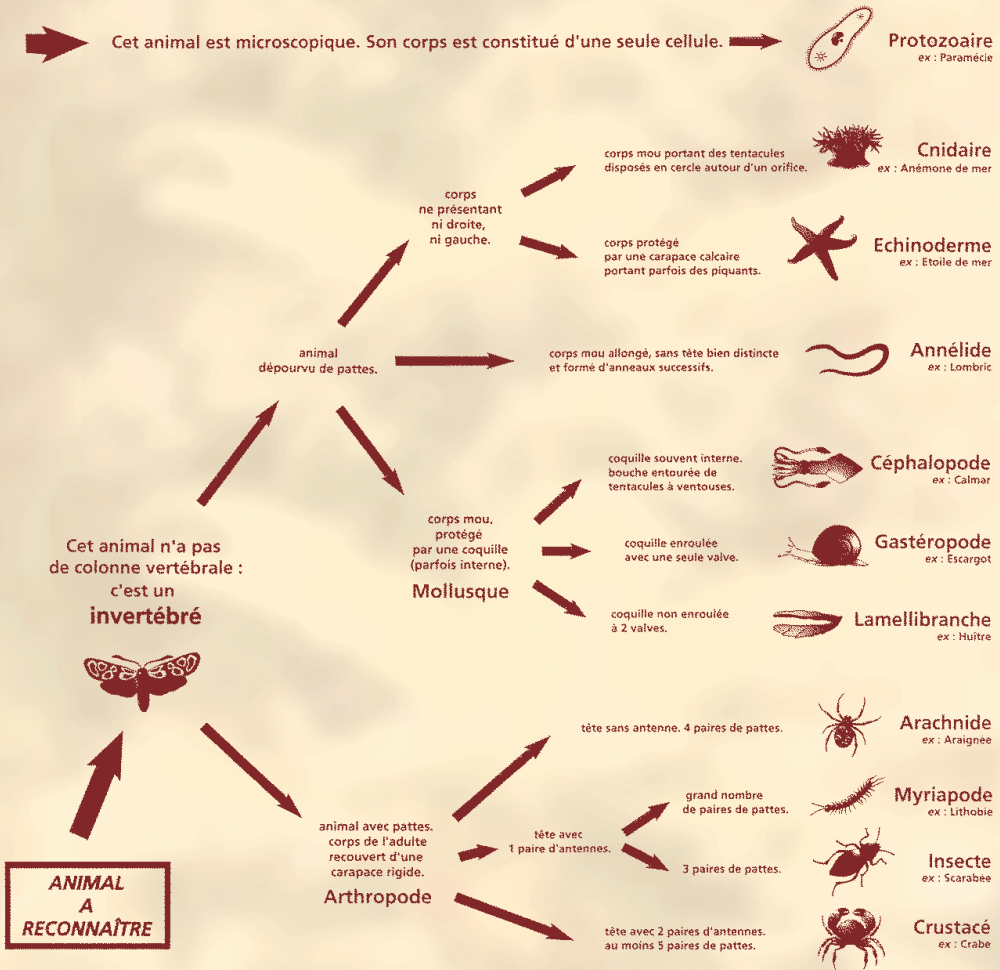 Cet animal est microscopique. Son corps est constitué d'une seule cellule.
Protozoaire
ex : Paramécie
corps mou portant des tentacules
disposés en cercle autour d'un orifice.
Cnidaire
ex : Anémone de mer
corps
ne présentant
ni droite,
ni gauche.
corps protégé
par une carapace calcaire
portant parfois des piquants.
Echinoderme
ex : Etoile de mer
animal
dépourvu de pattes.
corps mou allongé, sans tête bien distincte
et formé d'anneaux successifs.
Annélide
ex : Lombric
coquille souvent interne.
bouche entourée de
tentacules à ventouses.
Céphalopode
ex : Calmar
corps mou,
protégé
par une coquille
(parfois interne).
Mollusque
coquille enroulée
avec une seule valve.
Gastéropode
ex : Escargot
coquille non enroulée
à 2 valves.
Lamellibranche
ex : Huître
Cet animal n'a pas
de colonne vertébrale :
c'est un
invertébré
tête sans antenne. 4 paires de pattes.
Arachnide
ex : Araignée
animal avec pattes.
corps de l'adulte
recouvert d'une
carapace rigide.
Arthropode
tête avec
1 paire d'antennes.
grand nombre
de paires de pattes.
Myriapode
ex : Lithobie
3 paires de pattes.
Insecte
ex : Scarabée
tête avec 2 paires d'antennes.
au moins 5 paires de pattes.
Crustacé
ex : Crabe
ANIMAL
A
RECONNAÎTRE